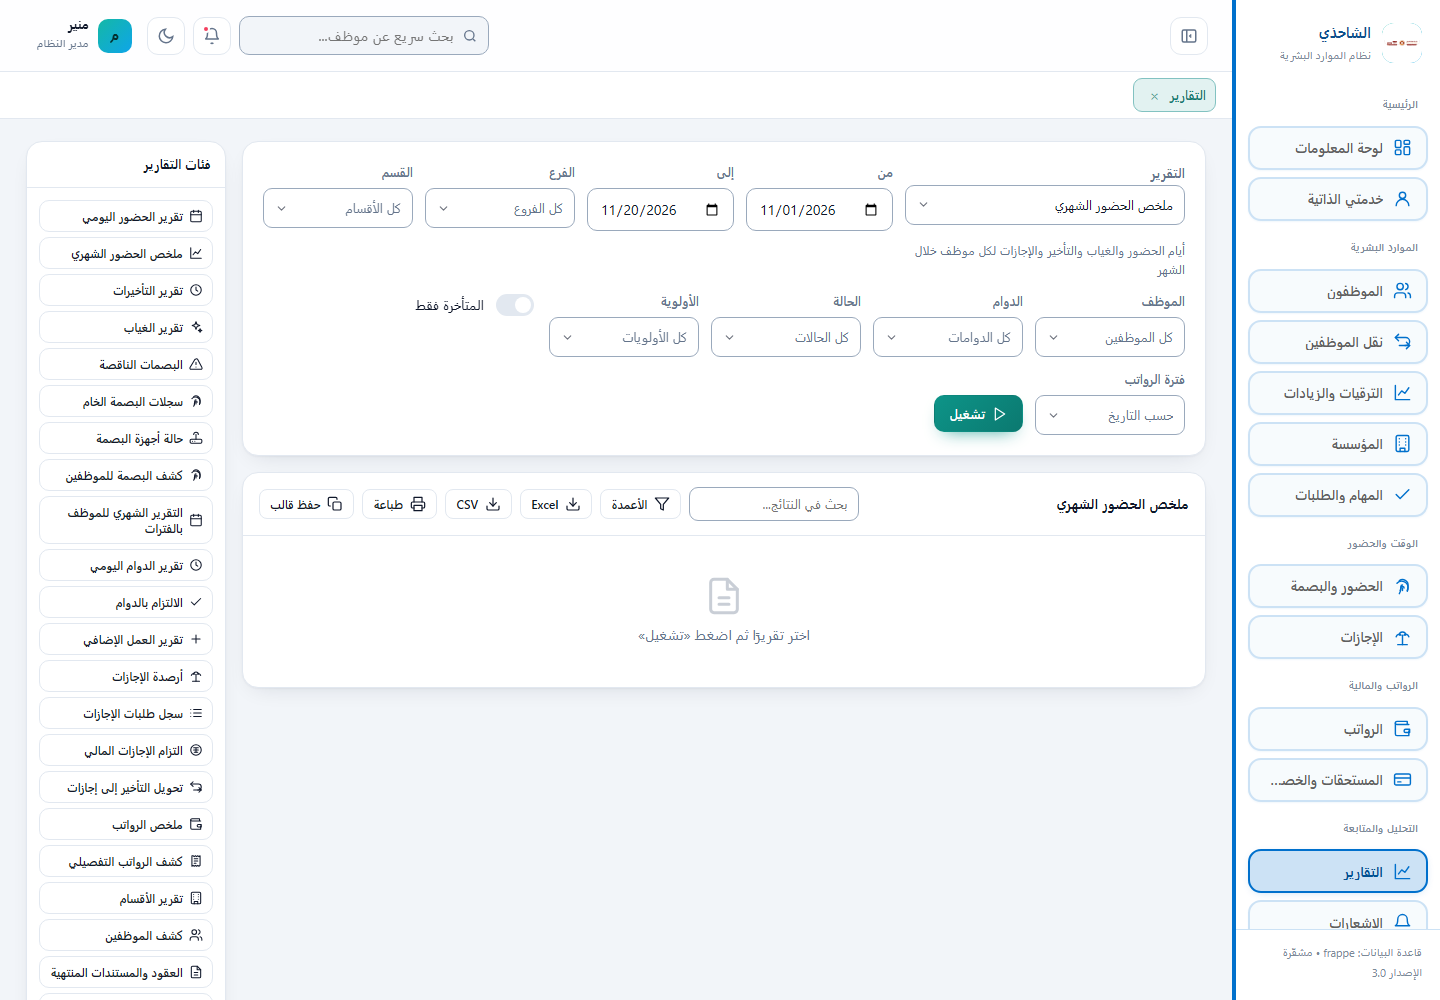 الشاحذي
نظام الموارد البشرية
الرئيسية
لوحة المعلومات
خدمتي الذاتية
الموارد البشرية
الموظفون
نقل الموظفين
الترقيات والزيادات
المؤسسة
المهام والطلبات
الوقت والحضور
الحضور والبصمة
الإجازات
الرواتب والمالية
الرواتب
المستحقات والخصـ...
التحليل والمتابعة
التقارير
الإشعارات
قاعدة البيانات: frappe • مشفّرة
الإصدار 3.0
بحث سريع عن موظف...
م
منير
مدير النظام
التقارير ×
التقرير
ملخص الحضور الشهري
أيام الحضور والغياب والتأخير والإجازات لكل موظف خلال
الشهر
من
11/01/2026
إلى
11/20/2026
الفرع
كل الفروع
القسم
كل الأقسام
الموظف
كل الموظفين
الدوام
كل الدوامات
الحالة
كل الحالات
الأولوية
كل الأولويات
المتأخرة فقط
فترة الرواتب
حسب التاريخ
تشغيل
ملخص الحضور الشهري
بحث في النتائج...
الأعمدة
Excel
CSV
طباعة
حفظ قالب
اختر تقريرًا ثم اضغط «تشغيل»
فئات التقارير
تقرير الحضور اليومي
ملخص الحضور الشهري
تقرير التأخيرات
تقرير الغياب
البصمات الناقصة
سجلات البصمة الخام
حالة أجهزة البصمة
كشف البصمة للموظفين
التقرير الشهري للموظف
بالفترات
تقرير الدوام اليومي
الالتزام بالدوام
تقرير العمل الإضافي
أرصدة الإجازات
سجل طلبات الإجازات
التزام الإجازات المالي
تحويل التأخير إلى إجازات
ملخص الرواتب
كشف الرواتب التفصيلي
تقرير الأقسام
كشف الموظفين
العقود والمستندات المنتهية